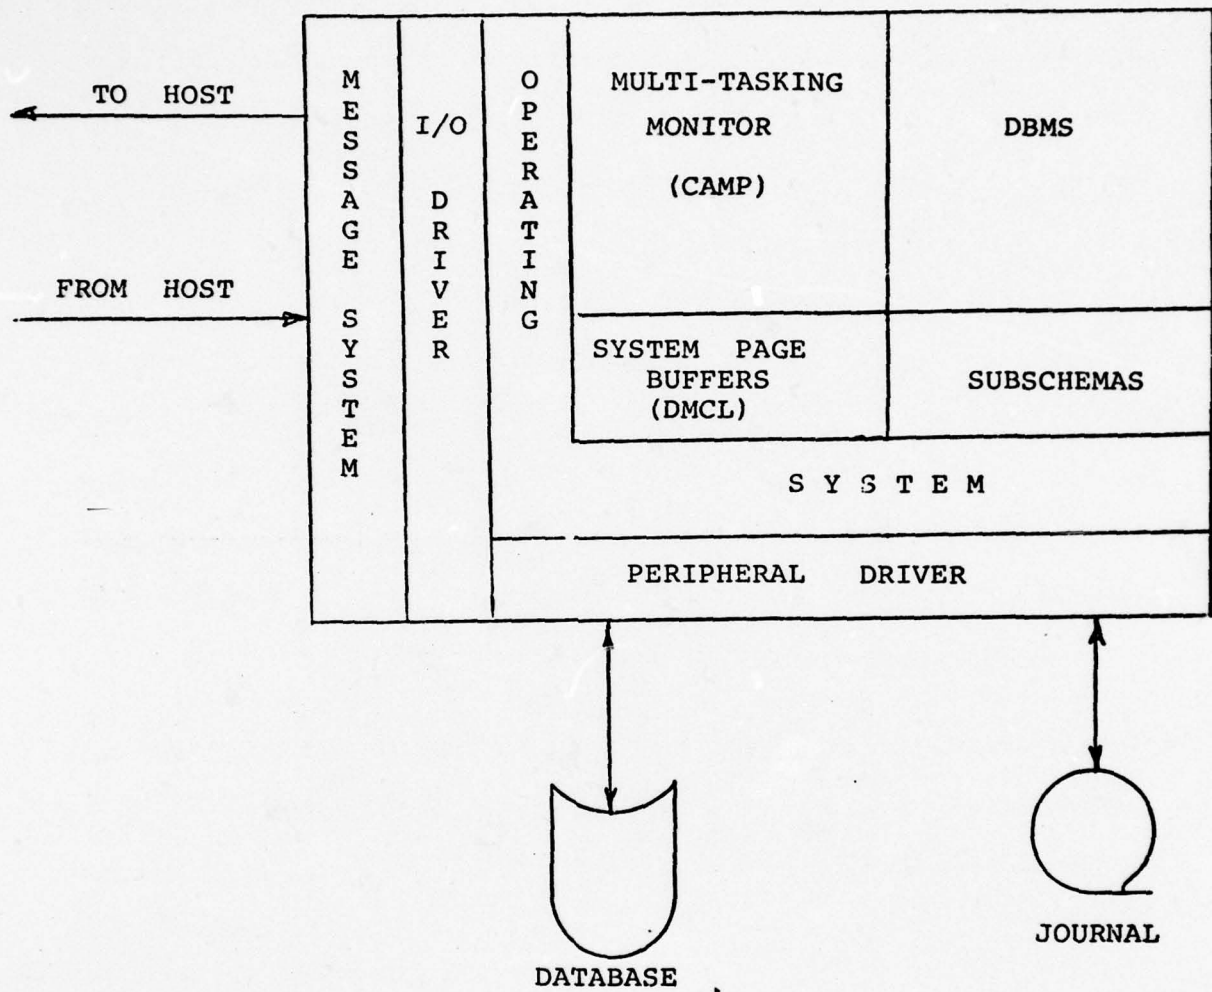 TO HOST
FROM HOST
MESSAGE SYSTEM
I/O DRIVER
OPERATING
MULTI-TASKING
MONITOR
(CAMP)
DBMS
SYSTEM PAGE
BUFFERS
(DMCL)
SUBSCHEMAS
SYSTEM
PERIPHERAL DRIVER
DATABASE
JOURNAL